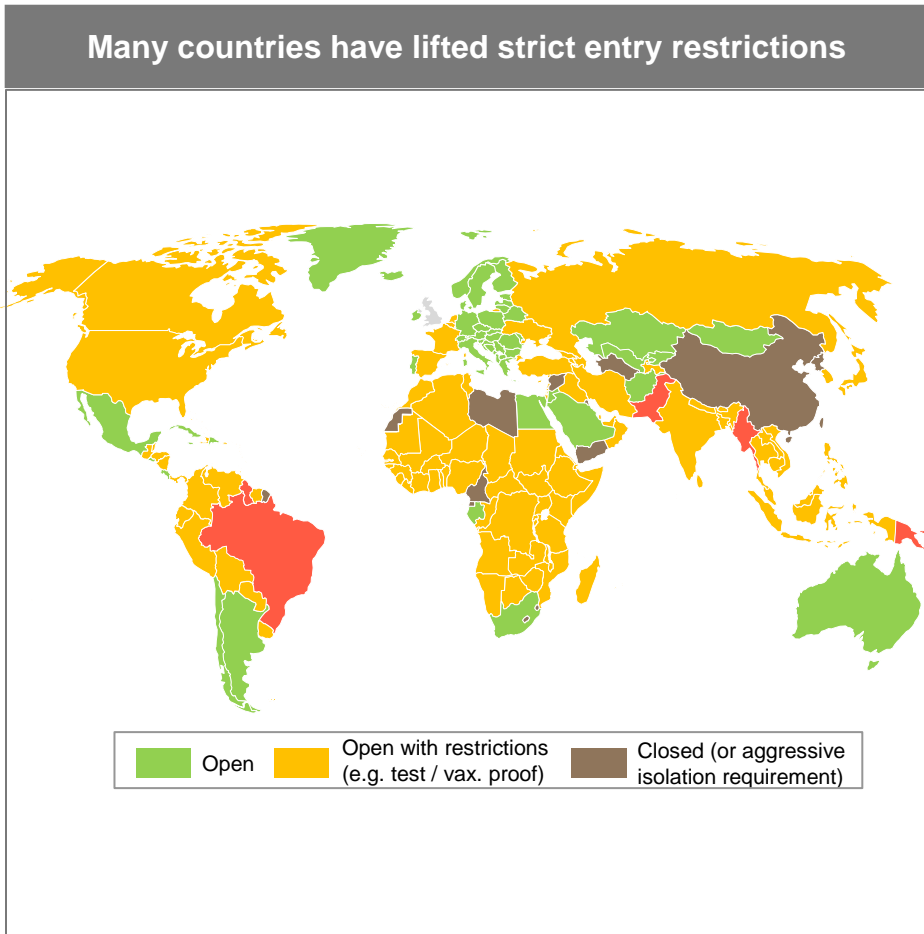 Many countries have lifted strict entry restrictions
Open
Open with restrictions
(e.g. test / vax. proof)
Closed (or aggressive
isolation requirement)